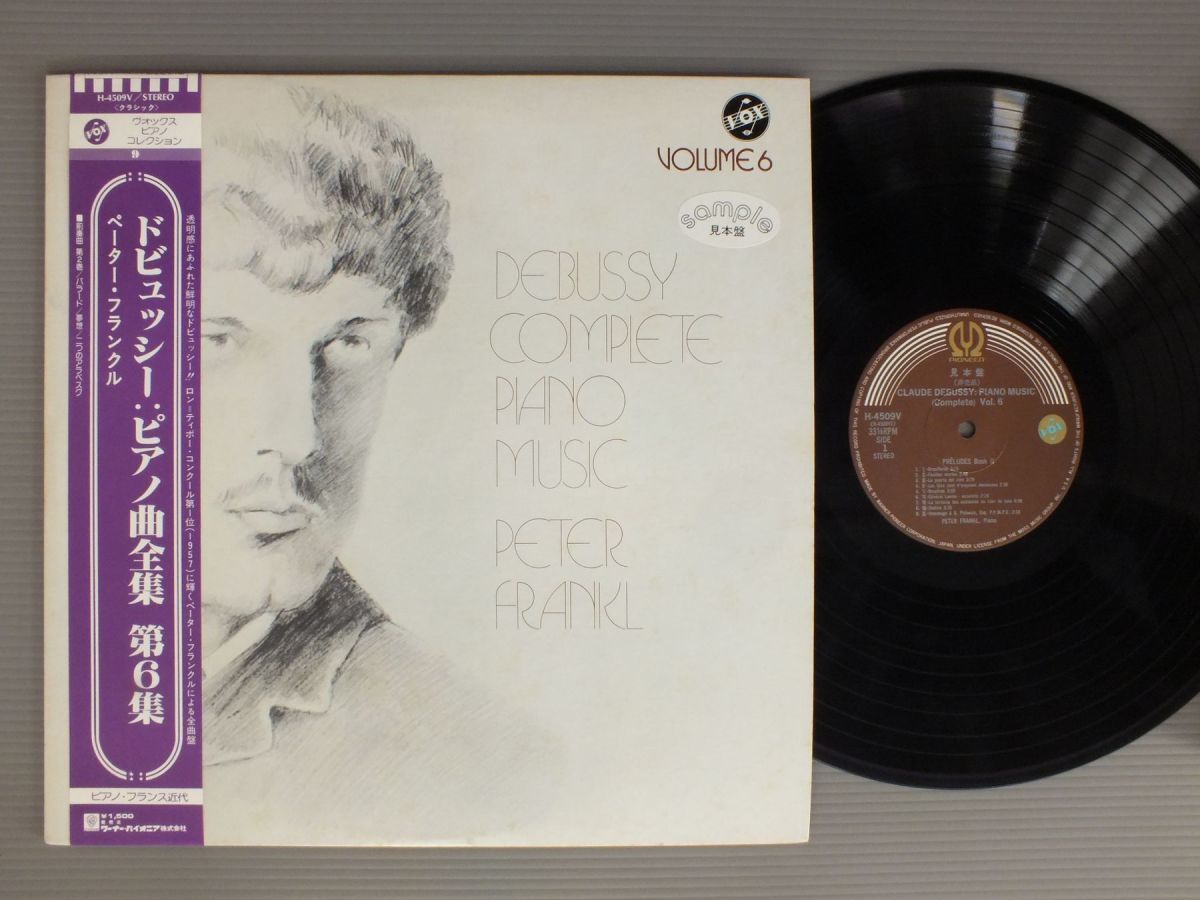 H-4509V/STEREO
〈クラシック〉
VOX
ヴォックス
ピアノ
コレクション
9
透明感にあふれた鮮明なドビュッシー!! ロン=ティボー・コンクール第1位(1957)に輝くペーター・フランクルによる全曲盤
ドビュッシー:ピアノ曲全集 第6集
ペーター・フランクル
■前奏曲 第2巻/バラード/夢想/二つのアラベスク
ピアノ・フランス近代
¥1,500
発売元
ワーナー・パイオニア株式会社
VOX
VOLUME 6
sample
見本盤
DEBUSSY
COMPLETE
PIANO
MUSIC
PETER
FRANKL
PIONEER
見本盤
(非売品)
CLAUDE DEBUSSY: PIANO MUSIC
(Complete) Vol. 6
H-4509V
33⅓RPM
SIDE
1
STEREO
VOX
PRÉLUDES Book II
PETER FRANKL, Piano